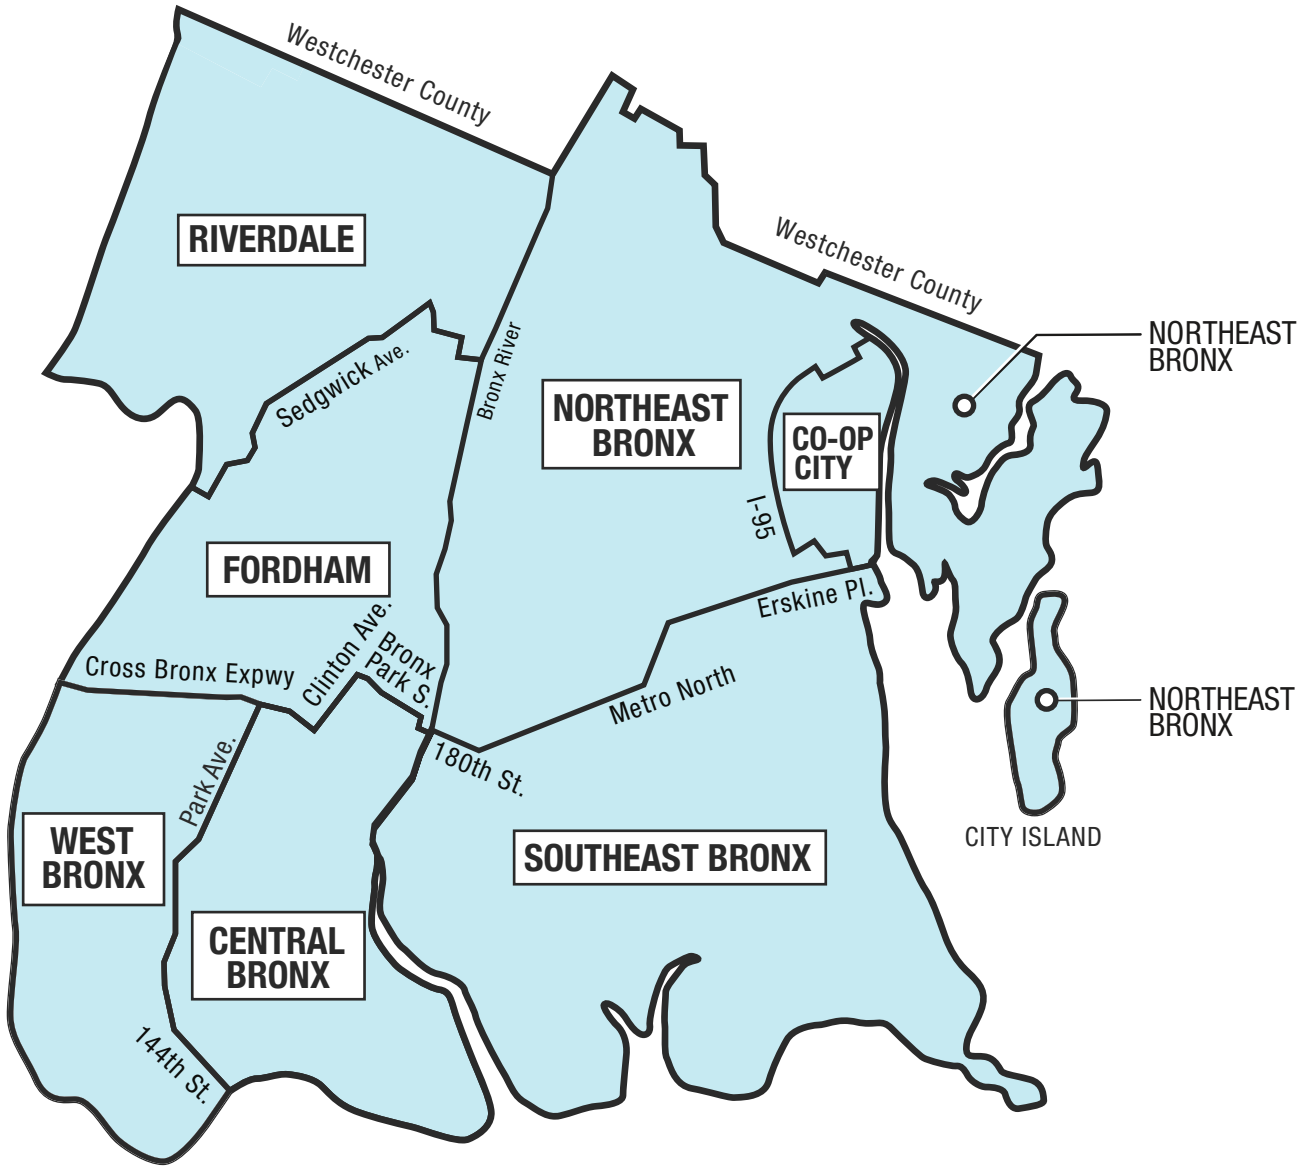 Westchester County
RIVERDALE
Westchester County
Sedgwick Ave.
Bronx River
NORTHEAST
BRONX
NORTHEAST
BRONX
CO-OP
CITY
I-95
FORDHAM
Erskine Pl.
Cross Bronx Expwy
Clinton Ave.
Bronx
Park S.
Metro North
NORTHEAST
BRONX
180th St.
Park Ave.
WEST
BRONX
SOUTHEAST BRONX
CITY ISLAND
CENTRAL
BRONX
144th St.